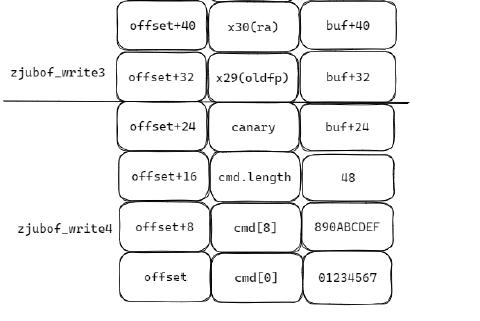 offset+40 x30(ra) buf+40
zjubof_write3
offset+32 x29(oldfp) buf+32
offset+24 canary buf+24
offset+16 cmd.length 48
zjubof_write4
offset+8 cmd[8] 890ABCDEF
offset cmd[0] 01234567